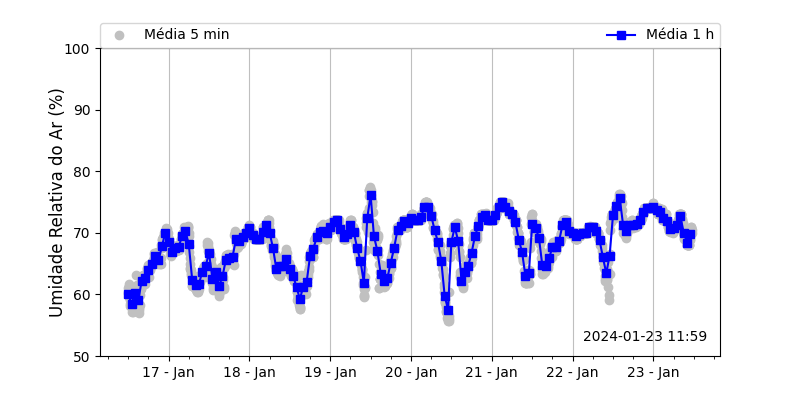 Média 5 min
Média 1 h
Umidade Relativa do Ar (%)
100
90
80
70
60
50
2024-01-23 11:59
17 - Jan
18 - Jan
19 - Jan
20 - Jan
21 - Jan
22 - Jan
23 - Jan